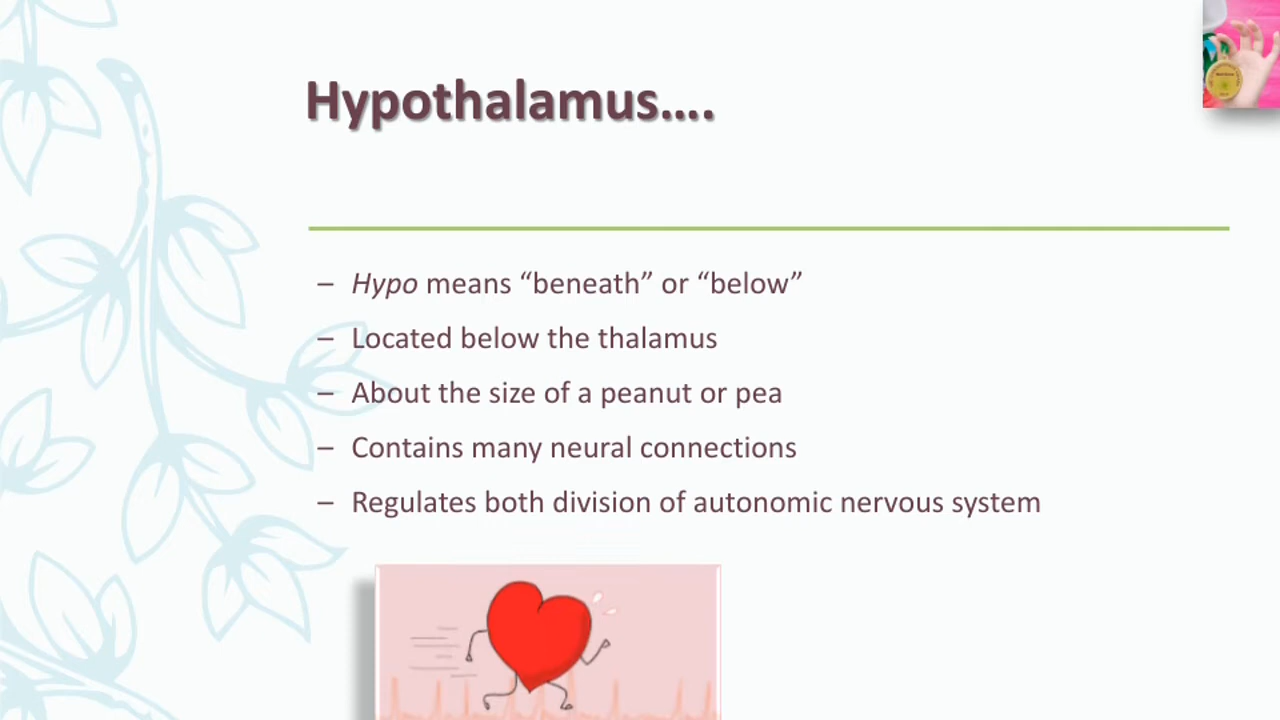 Hypothalamus....
– Hypo means “beneath” or “below”
– Located below the thalamus
– About the size of a peanut or pea
– Contains many neural connections
– Regulates both division of autonomic nervous system